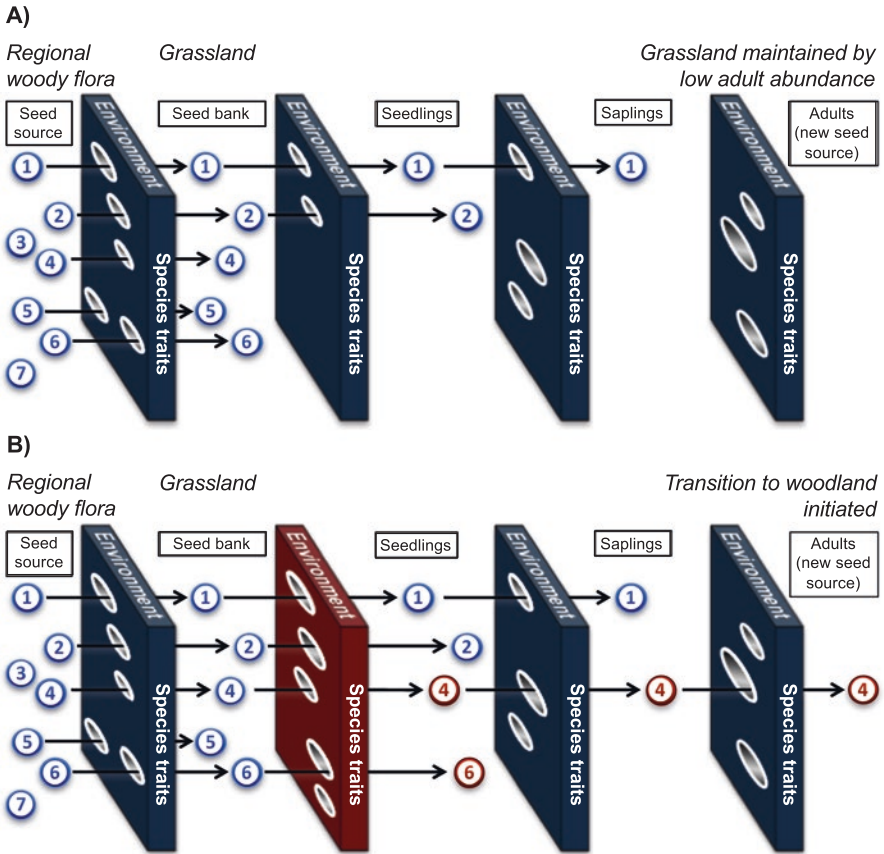 A)
Regional
woody flora
Grassland
Grassland maintained by
low adult abundance
Seed
source
Seed bank
Seedlings
Saplings
Adults
(new seed
source)
Environment
Environment
Environment
Environment
1
1
1
1
2
2
2
3
4
4
5
5
6
6
7
Species traits
Species traits
Species traits
Species traits
B)
Regional
woody flora
Grassland
Transition to woodland
initiated
Seed
source
Seed bank
Seedlings
Saplings
Adults
(new seed
source)
Environment
Environment
Environment
Environment
1
1
1
1
2
2
2
3
4
4
4
4
4
5
5
6
6
6
7
Species traits
Species traits
Species traits
Species traits